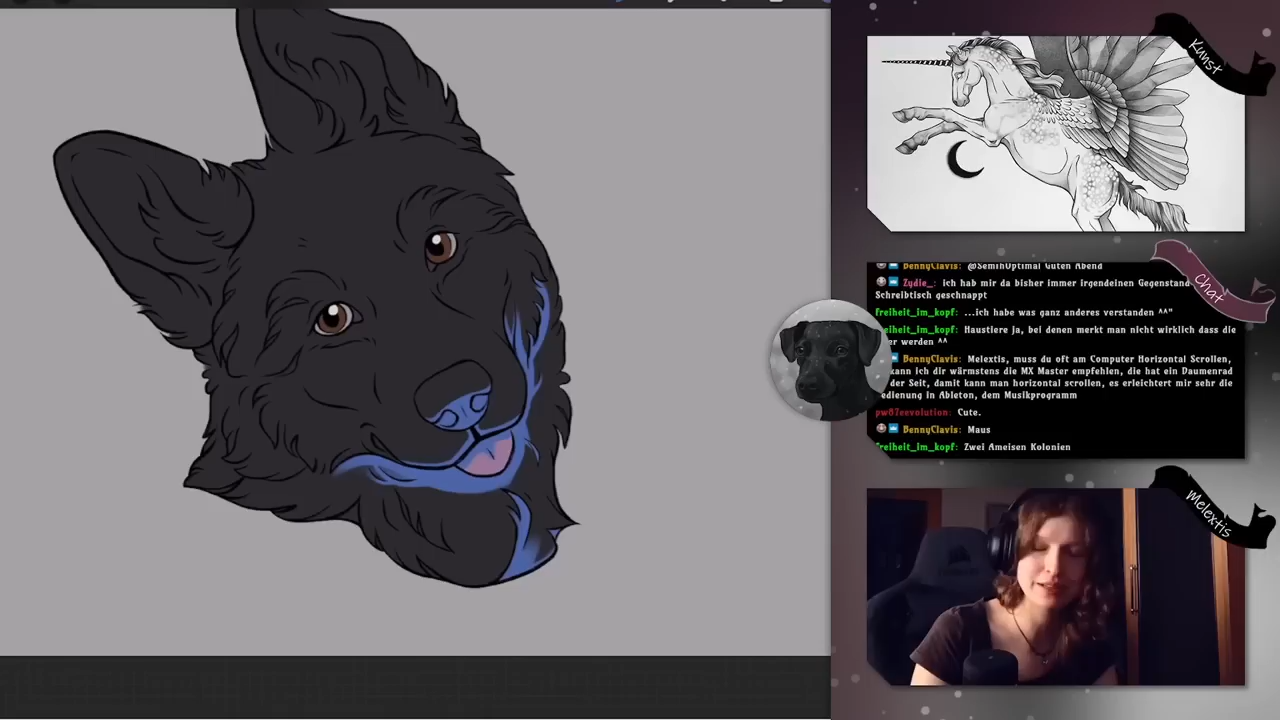 Kunst
Chat
BennyClavis: @SemihOptimal Guten Abend
Zydie_: ich hab mir da bisher immer irgendeinen Gegenstand
Schreibtisch geschnappt
freiheit_im_kopf: ...ich habe was ganz anderes verstanden ^^"
freiheit_im_kopf: Haustiere ja, bei denen merkt man nicht wirklich dass die
er werden ^^
BennyClavis: Melextis, muss du oft am Computer Horizontal Scrollen,
kann ich dir wärmstens die MX Master empfehlen, die hat ein Daumenrad
der Seit, damit kann man horizontal scrollen, es erleichtert mir sehr die
edienung in Ableton, dem Musikprogramm
pw87eevolution: Cute.
BennyClavis: Maus
freiheit_im_kopf: Zwei Ameisen Kolonien
Melextis